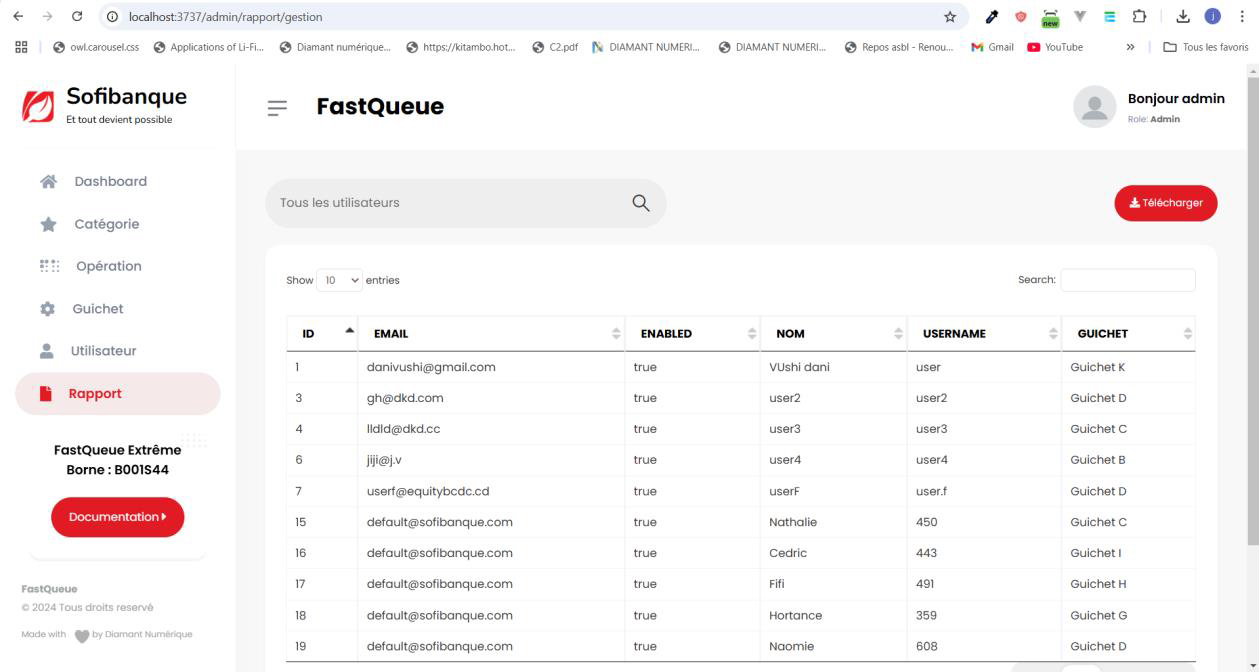 localhost:3737/admin/rapport/gestion
new
j
owl.carousel.css
Applications of Li-Fi...
Diamant numérique...
https://kitambo.hot...
C2.pdf
DIAMANT NUMERI...
DIAMANT NUMERI...
Repos asbl - Renou...
Gmail
YouTube
»
Tous les favoris
Sofibanque
Et tout devient possible
FastQueue
Bonjour admin
Role: Admin
Dashboard
Catégorie
Opération
Guichet
Utilisateur
Rapport
FastQueue Extrême
Borne : B001S44
Documentation
FastQueue
© 2024 Tous droits reservé
Made with by Diamant Numérique
Tous les utilisateurs
Télécharger
Show 10 entries
Search:
ID EMAIL ENABLED NOM USERNAME GUICHET
1 danivushi@gmail.com true VUshi dani user Guichet K
3 gh@dkd.com true user2 user2 Guichet D
4 lldld@dkd.cc true user3 user3 Guichet C
6 jiji@j.v true user4 user4 Guichet B
7 userf@equitybcdc.cd true userF user.f Guichet D
15 default@sofibanque.com true Nathalie 450 Guichet C
16 default@sofibanque.com true Cedric 443 Guichet I
17 default@sofibanque.com true Fifi 491 Guichet H
18 default@sofibanque.com true Hortance 359 Guichet G
19 default@sofibanque.com true Naomie 608 Guichet D